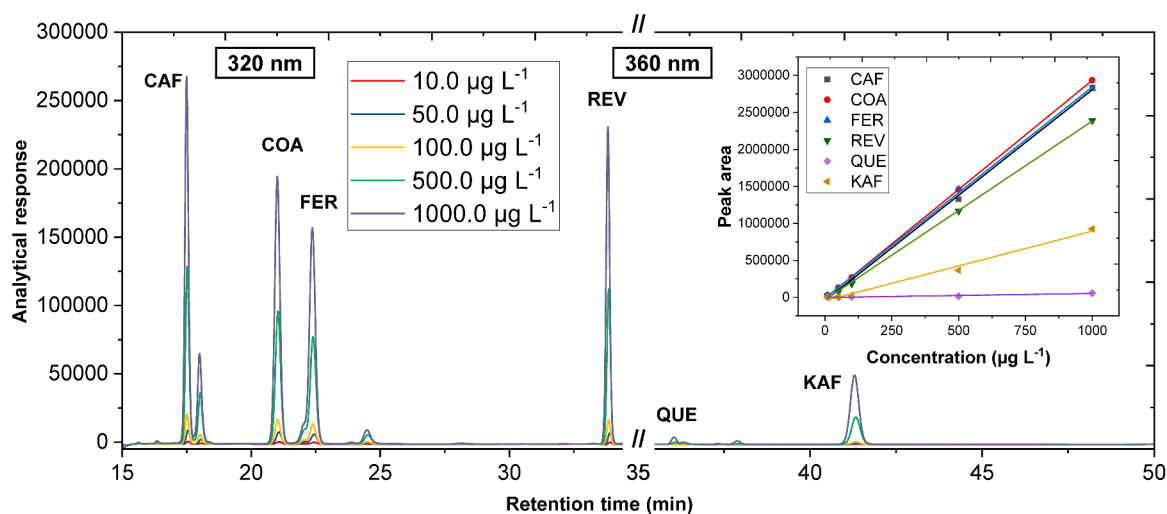 300000
250000
200000
150000
100000
50000
0
Analytical response
15
20
25
30
35
40
45
50
Retention time (min)
//
//
320 nm
360 nm
CAF
COA
FER
REV
QUE
KAF
10.0 µg L-1
50.0 µg L-1
100.0 µg L-1
500.0 µg L-1
1000.0 µg L-1
CAF
COA
FER
REV
QUE
KAF
3000000
2500000
2000000
1500000
1000000
500000
0
Peak area
0
250
500
750
1000
Concentration (µg L-1)